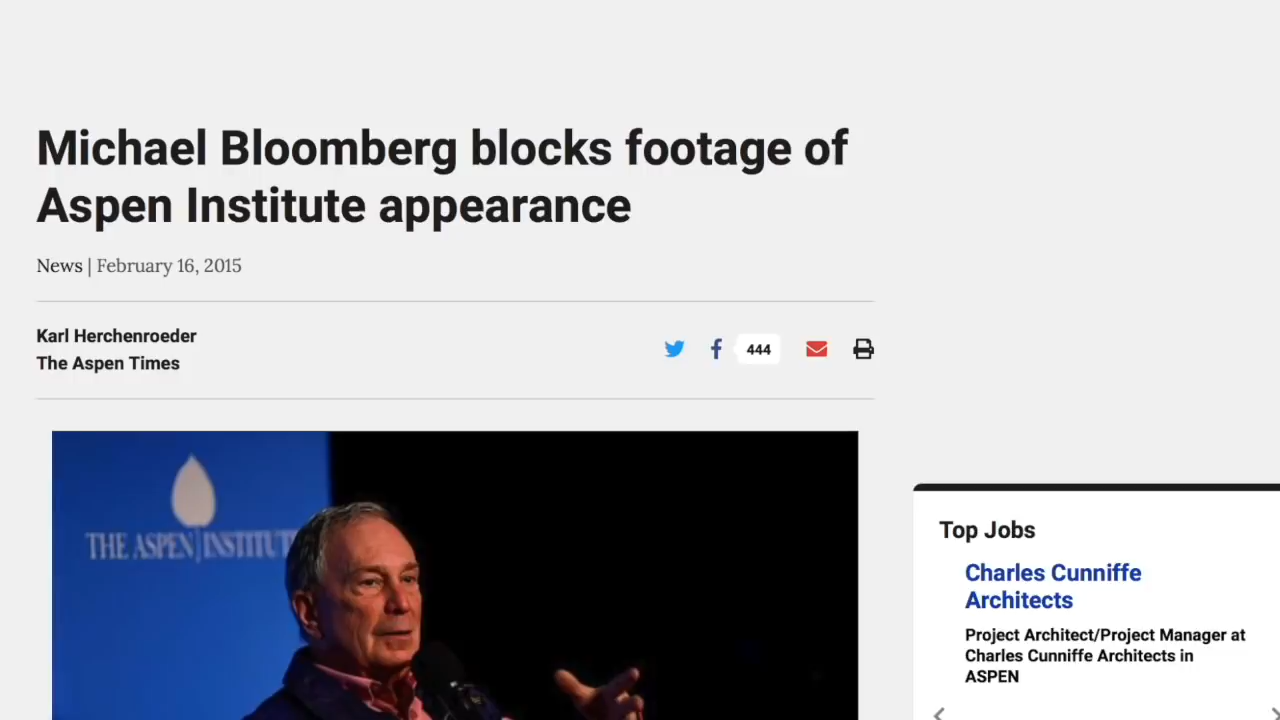 Michael Bloomberg blocks footage of
Aspen Institute appearance
News | February 16, 2015
Karl Herchenroeder
The Aspen Times
444
THE ASPEN INSTITUT
Top Jobs
Charles Cunniffe
Architects
Project Architect/Project Manager at
Charles Cunniffe Architects in
ASPEN